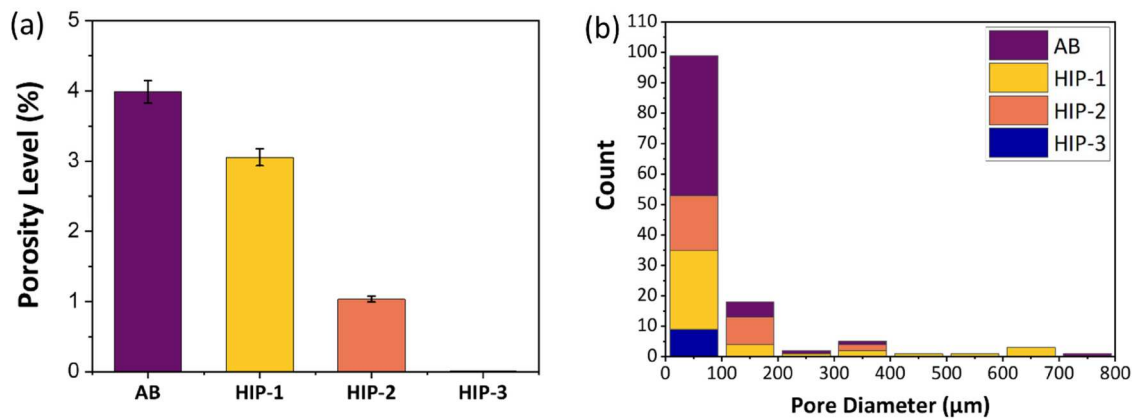 (a)
Porosity Level (%)
5
4
3
2
1
0
AB
HIP-1
HIP-2
HIP-3
(b)
Count
110
100
90
80
70
60
50
40
30
20
10
0
0
100
200
300
400
500
600
700
800
Pore Diameter (µm)
AB
HIP-1
HIP-2
HIP-3